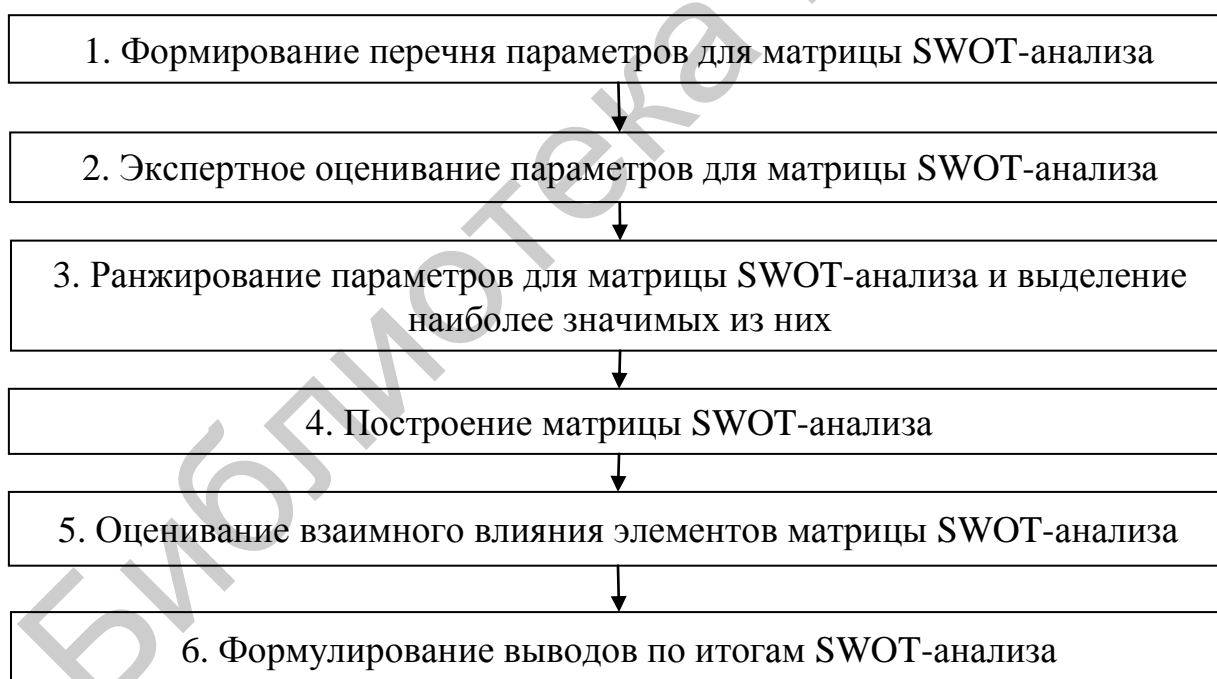 1. Формирование перечня параметров для матрицы SWOT-анализа
2. Экспертное оценивание параметров для матрицы SWOT-анализа
3. Ранжирование параметров для матрицы SWOT-анализа и выделение
наиболее значимых из них
4. Построение матрицы SWOT-анализа
5. Оценивание взаимного влияния элементов матрицы SWOT-анализа
6. Формулирование выводов по итогам SWOT-анализа
Библиотека